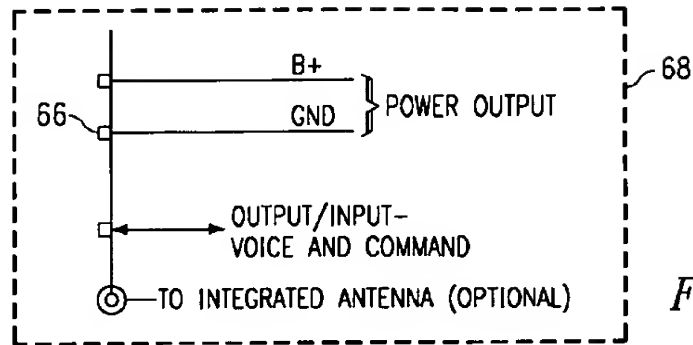 B+
68
66
GND
POWER OUTPUT
OUTPUT/INPUT-
VOICE AND COMMAND
TO INTEGRATED ANTENNA (OPTIONAL)
F